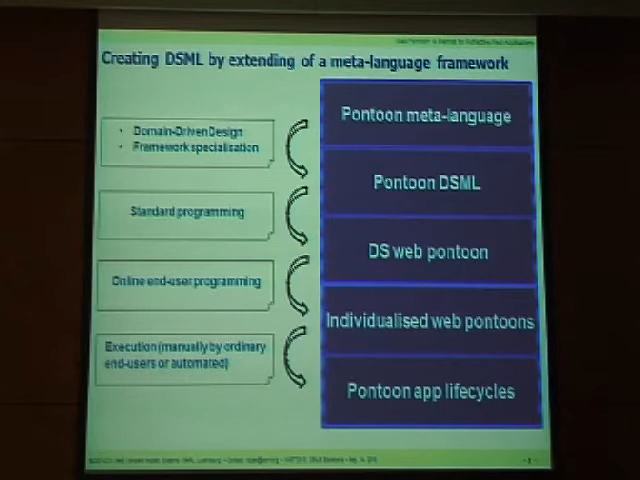 Creating DSML by extending of a meta-language framework
• Domain-Driven Design
• Framework specialisation
Standard programming
Online end-user programming
Execution (manually by ordinary
end-users or automated)
Pontoon meta-language
Pontoon DSML
DS web pontoon
Individualised web pontoons
Pontoon app lifecycles